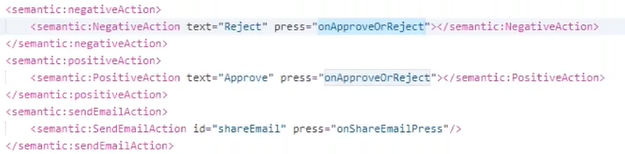 <semantic:negativeAction>
<semantic:NegativeAction text="Reject" press="onApproveOrReject"></semantic:NegativeAction>
</semantic:negativeAction>
<semantic:positiveAction>
<semantic:PositiveAction text="Approve" press="onApproveOrReject"></semantic:PositiveAction>
</semantic:positiveAction>
<semantic:sendEmailAction>
<semantic:SendEmailAction id="shareEmail" press="onShareEmailPress"/>
</semantic:sendEmailAction>